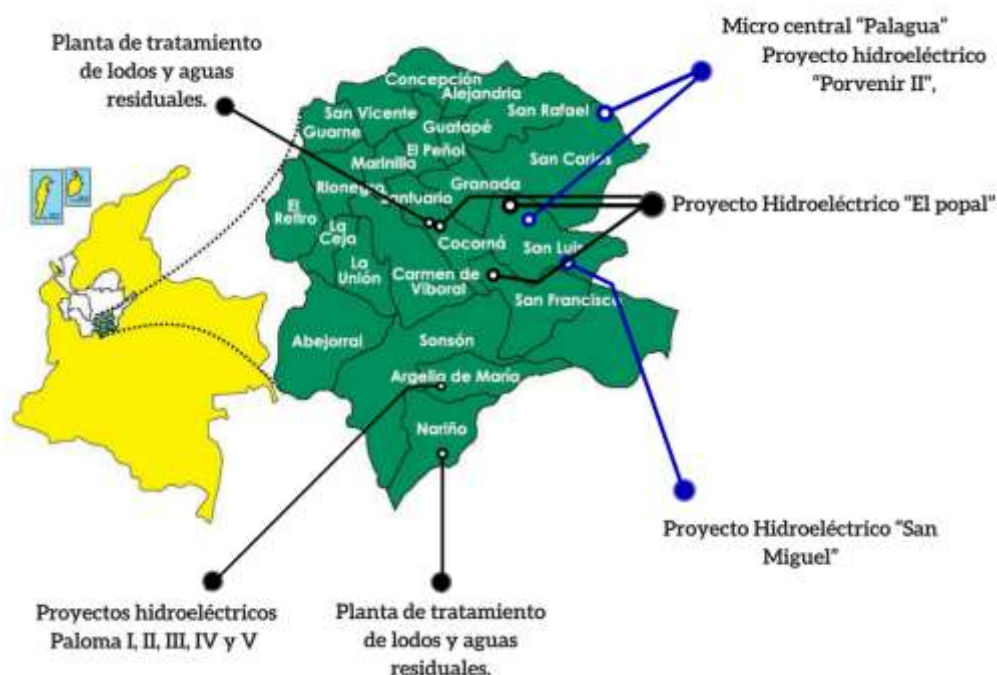 Planta de tratamiento
de lodos y aguas
residuales.
Micro central “Palagua”
Proyecto hidroeléctrico
“Porvenir II”,
Concepción
Alejandria
San Vicente
San Rafael
Guarne
Guatapé
El Peñol
Marinilla
San Carlos
Rionegro
Granada
Santuario
El
Retiro
La
Ceja
Cocorná
San Luis
La
Unión
Carmen de
Viboral
San Francisco
Abejorral
Sonsón
Argelia de María
Nariño
Proyecto Hidroeléctrico “El popal”
Proyecto Hidroeléctrico “San
Miguel”
Proyectos hidroeléctricos
Paloma I, II, III, IV y V
Planta de tratamiento
de lodos y aguas
residuales.